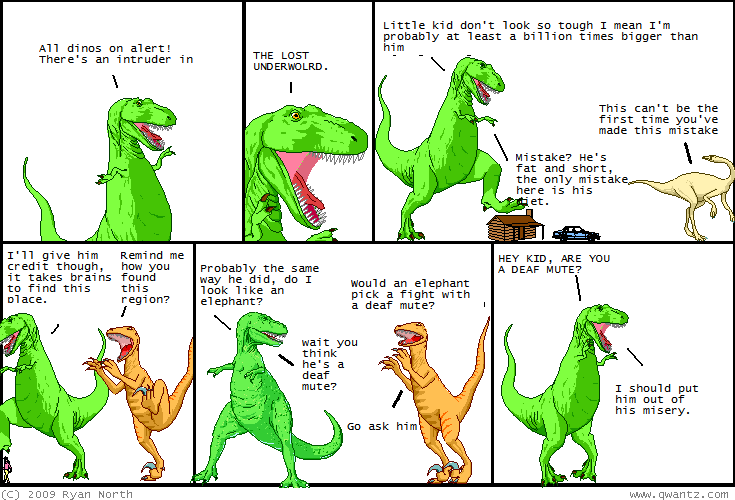 All dinos on alert!
There's an intruder in
THE LOST
UNDERWOLRD.
Little kid don't look so tough I mean I'm
probably at least a billion times bigger than
him
This can't be the
first time you've
made this mistake
Mistake? He's
fat and short,
the only mistake
here is his
diet.
I'll give him
credit though,
it takes brains
to find this
place.
Remind me
how you
found
this
region?
Probably the same
way he did, do I
look like an
elephant?
wait you
think
he's a
deaf
mute?
Would an elephant
pick a fight with
a deaf mute?
Go ask him
HEY KID, ARE YOU
A DEAF MUTE?
I should put
him out of
his misery.
(C) 2009 Ryan North
www.qwantz.com